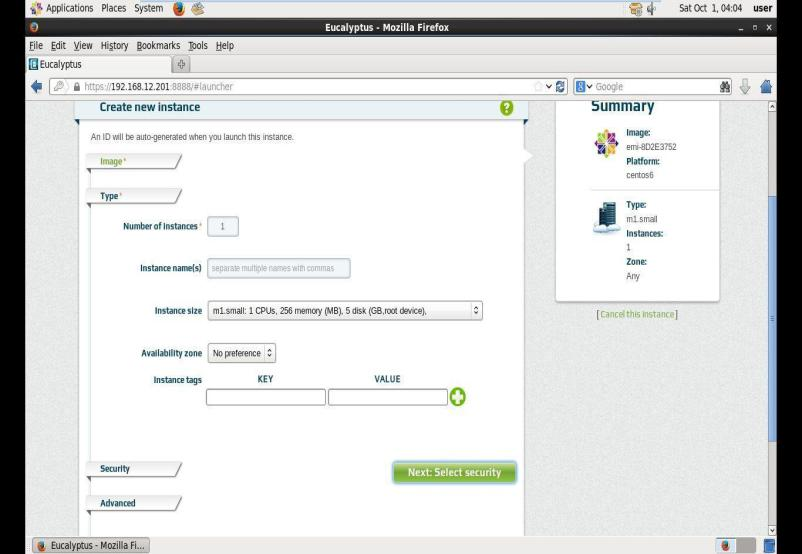 Applications Places System Sat Oct 1, 04:04 user
Eucalyptus - Mozilla Firefox
File Edit View History Bookmarks Tools Help
Eucalyptus
https://192.168.12.201:8888/#launcher
Google
Create new instance
?
Summary
An ID will be auto-generated when you launch this instance.
Image:
emi-8D2E3752
Platform:
centos6
Image*
Type*
Type:
m1.small
Instances:
1
Zone:
Any
Number of Instances* 1
Instance name(s) separate multiple names with commas
Instance size m1.small: 1 CPUs, 256 memory (MB), 5 disk (GB,root device),
[Cancel this instance]
Availability zone No preference
Instance tags KEY VALUE
Security
Next: Select security
Advanced
Eucalyptus - Mozilla Fi...